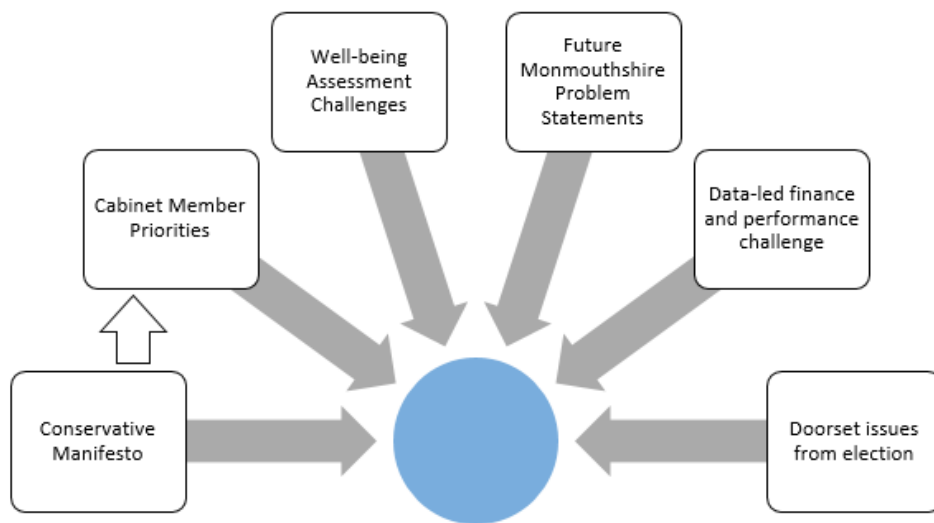 Well-being
Assessment
Challenges
Future
Monmouthshire
Problem
Statements
Cabinet Member
Priorities
Data-led finance
and performance
challenge
Conservative
Manifesto
Doorset issues
from election